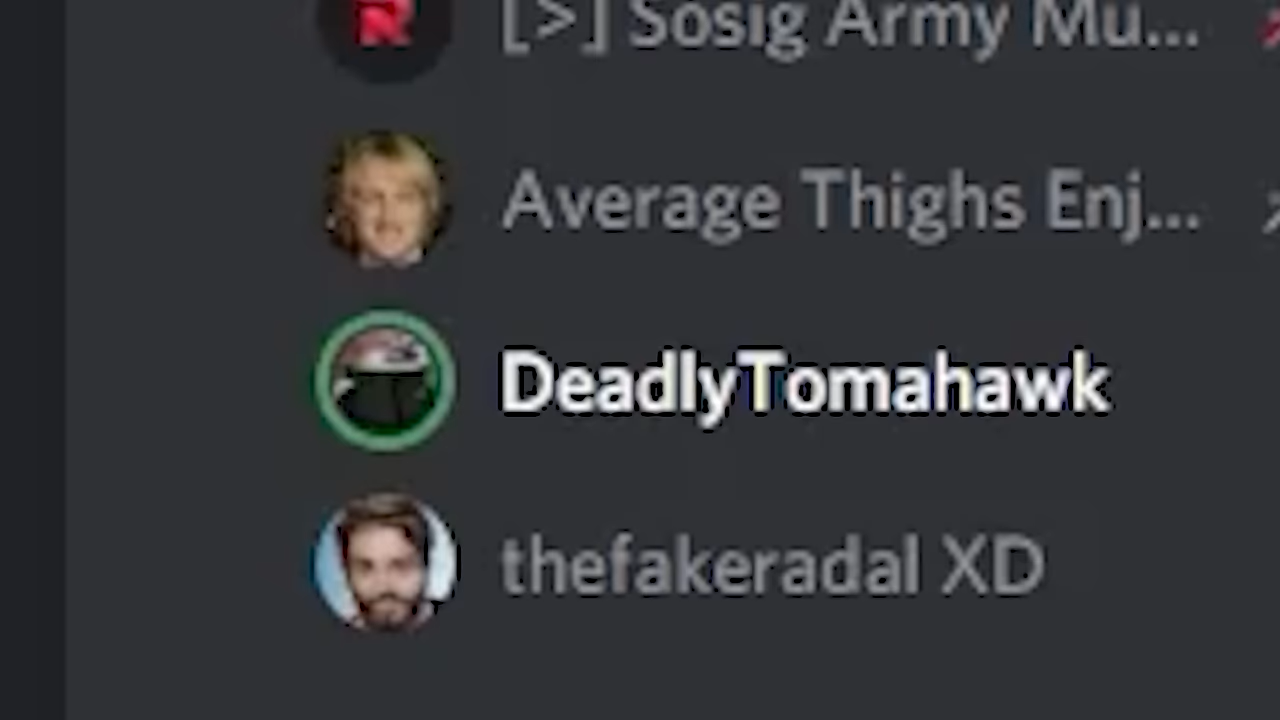 [>] Sosig Army Mu...
Average Thighs Enj...
DeadlyTomahawk
thefakeradal XD